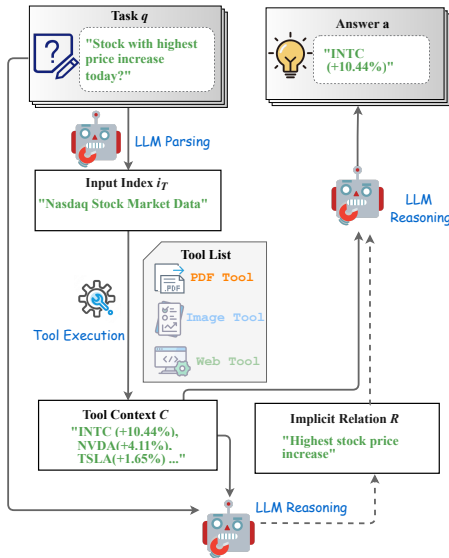 Task q
"Stock with highest
price increase
today?"
Answer a
"INTC
(+10.44%)"
LLM Parsing
Input Index iT
"Nasdaq Stock Market Data"
LLM
Reasoning
Tool List
.PDF
PDF Tool
Image Tool
Web Tool
Tool Execution
Tool Context C
"INTC (+10.44%),
NVDA(+4.11%),
TSLA(+1.65%) ..."
Implicit Relation R
"Highest stock price
increase"
LLM Reasoning